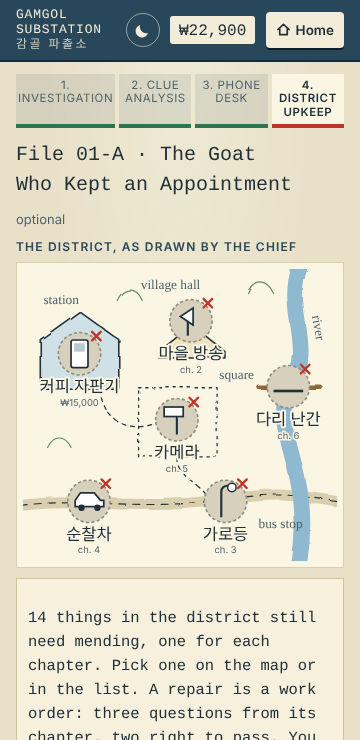 GAMGOL
SUBSTATION
감골 파출소
₩22,900
Home
1. INVESTIGATION
2. CLUE ANALYSIS
3. PHONE DESK
4. DISTRICT UPKEEP
File 01-A · The Goat
Who Kept an Appointment
optional
THE DISTRICT, AS DRAWN BY THE CHIEF
village hall
station
river
마을 방송
ch. 2
커피 자판기
₩15,000
square
다리 난간
ch. 6
카메라
ch. 5
순찰차
ch. 4
가로등
ch. 3
bus stop
14 things in the district still
need mending, one for each
chapter. Pick one on the map or
in the list. A repair is a work
order: three questions from its
chapter, two right to pass. You